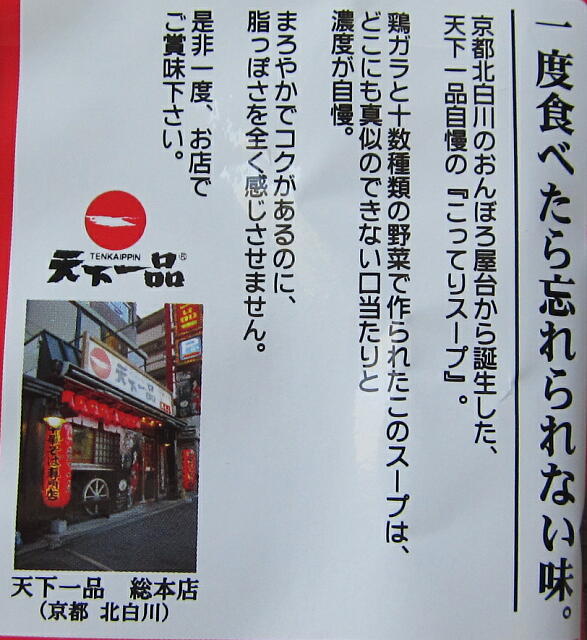 一度食べたら忘れられない味。
京都北白川のおんぼろ屋台から誕生した、
天下一品自慢の『こってりスープ』。
鶏ガラと十数種類の野菜で作られたこのスープは、
どこにも真似のできない口当たりと
濃度が自慢。
まろやかでコクがあるのに、
脂っぽさを全く感じさせません。
是非一度、お店で
ご賞味下さい。
TENKAIPPIN
天下一品®
天下一品
天下一品 総本店
（京都 北白川）